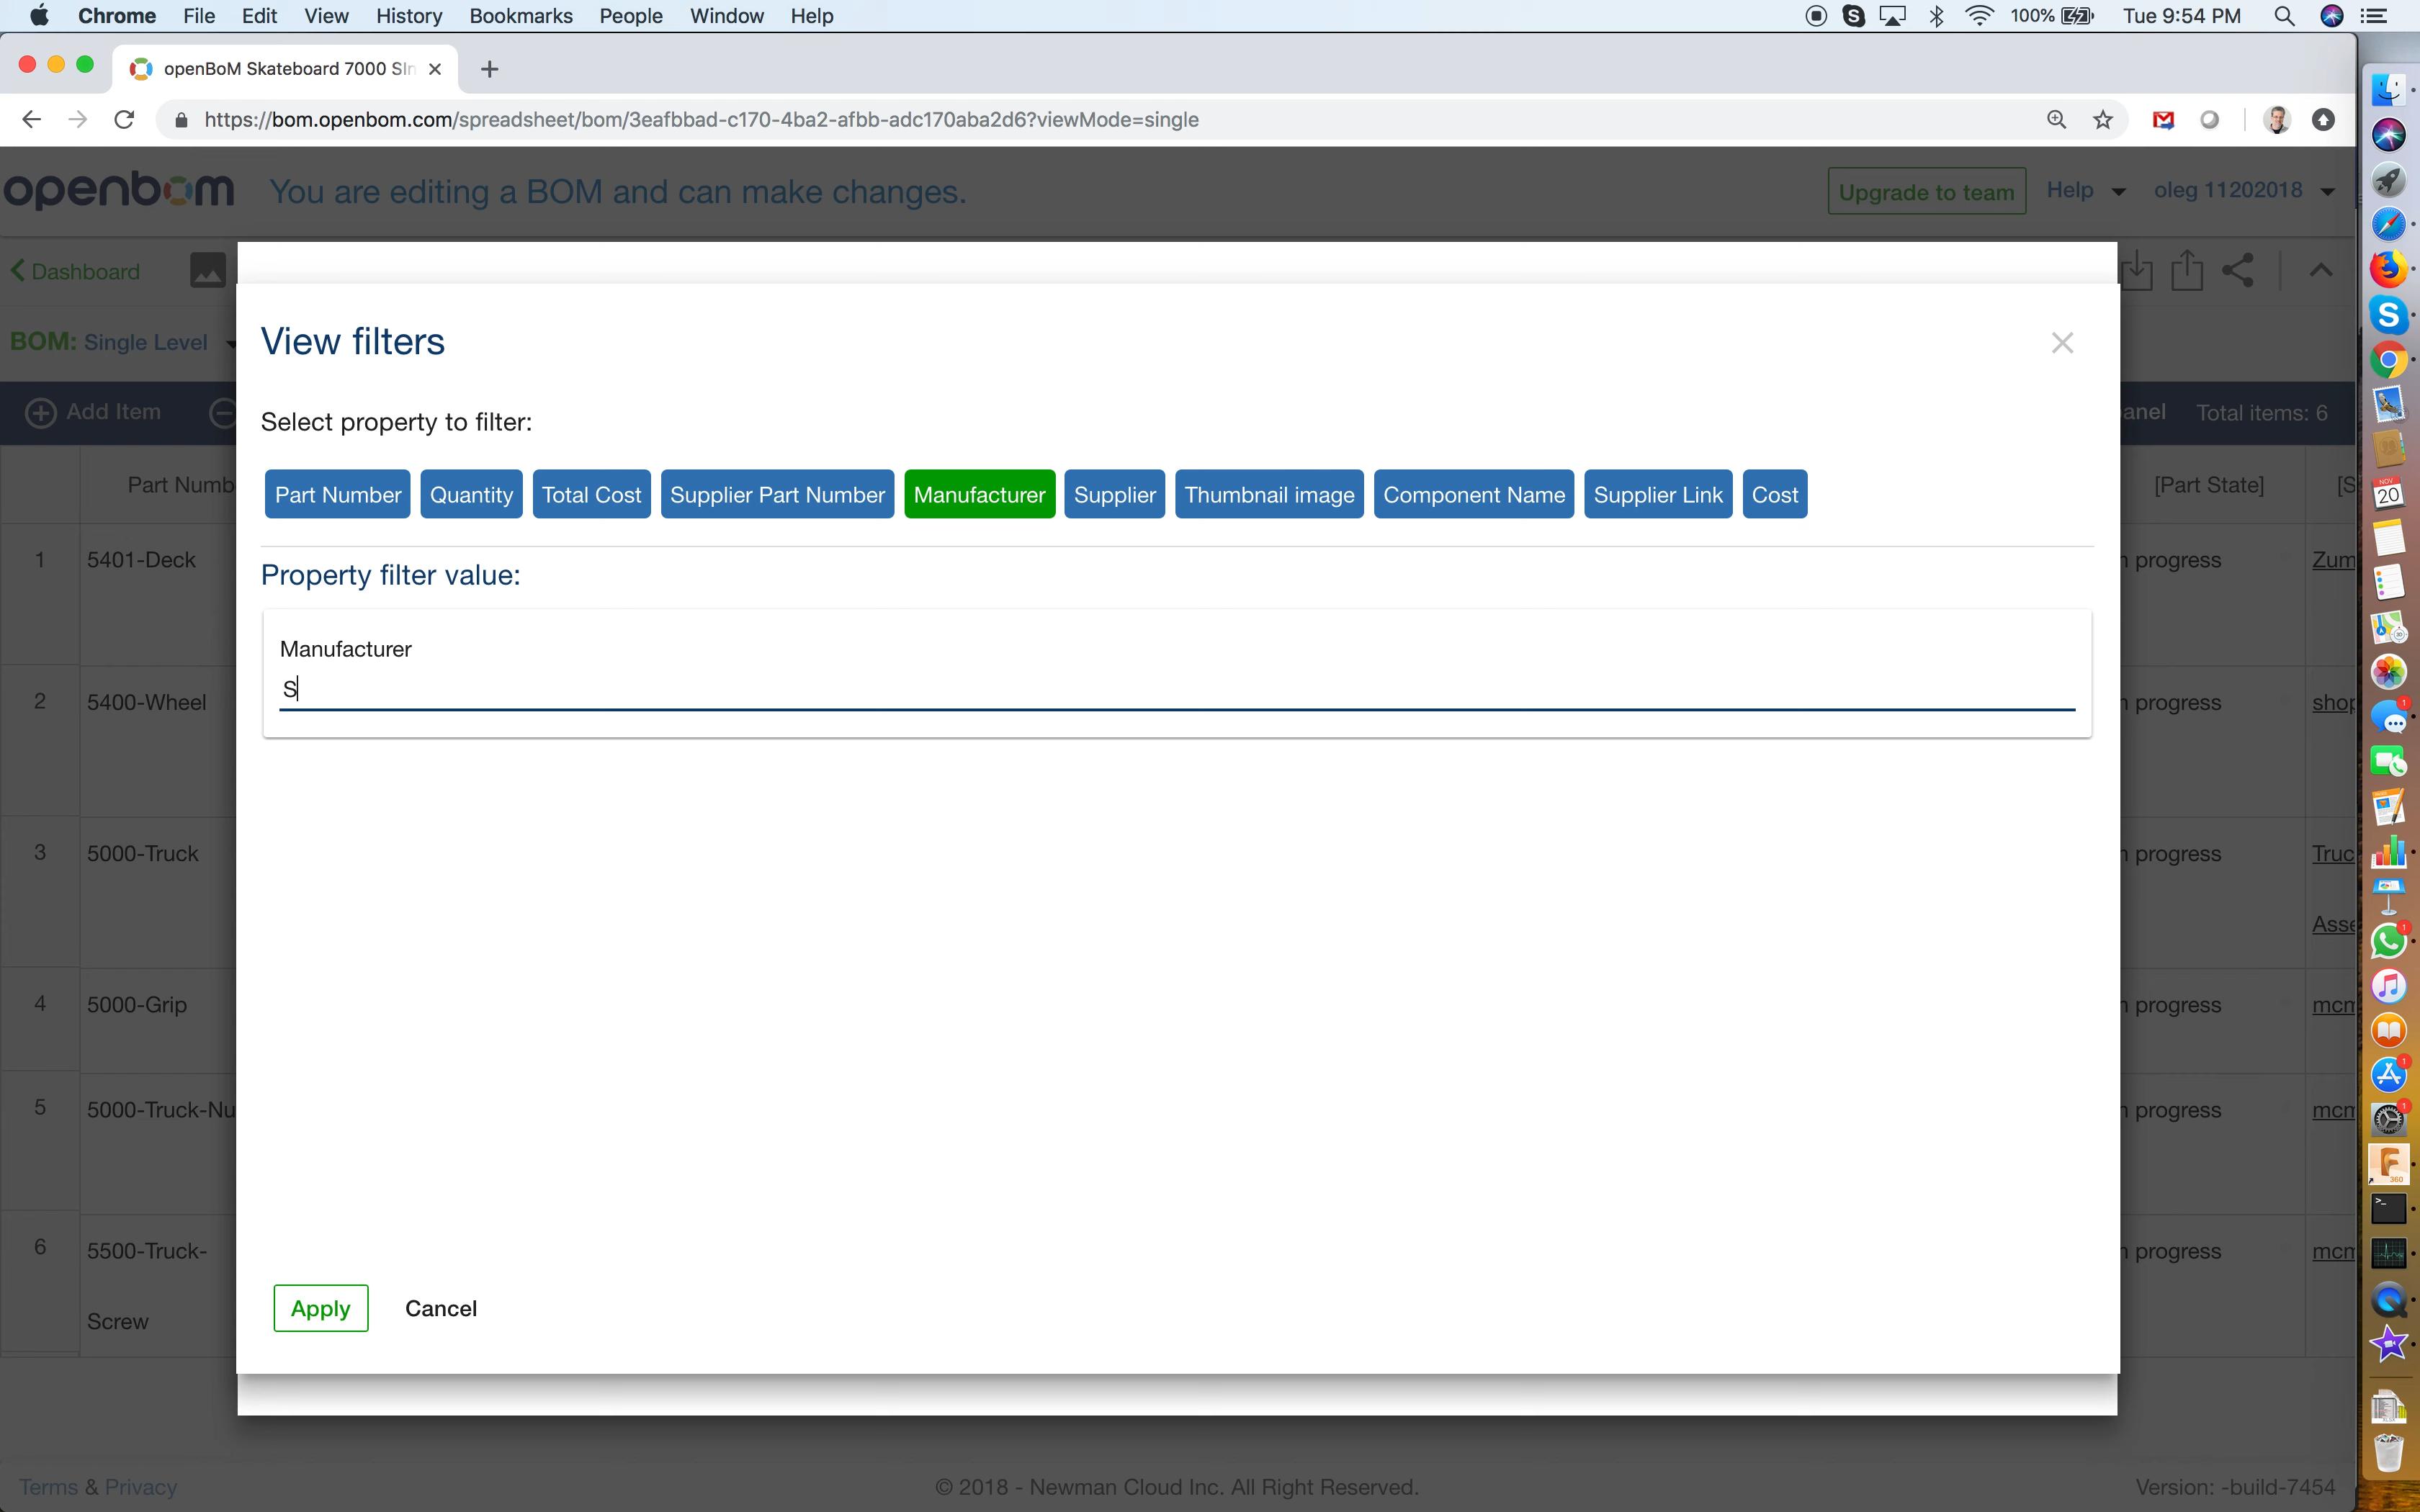 Chrome File Edit View History Bookmarks People Window Help 100% Tue 9:54 PM
openBoM Skateboard 7000 SIn
https://bom.openbom.com/spreadsheet/bom/3eafbbad-c170-4ba2-afbb-adc170aba2d6?viewMode=single
openbom You are editing a BOM and can make changes. Upgrade to team Help oleg 11202018
Dashboard
BOM: Single Level
View filters
Add Item anel Total items: 6
Select property to filter:
Part Numb [Part State] [S
Part Number Quantity Total Cost Supplier Part Number Manufacturer Supplier Thumbnail image Component Name Supplier Link Cost
Property filter value:
1 5401-Deck progress Zum
Manufacturer
S
2 5400-Wheel progress shop
3 5000-Truck progress Truc
Asse
4 5000-Grip progress mcm
5 5000-Truck-Nu progress mcm
6 5500-Truck- progress mcm
Screw
Apply Cancel
Terms & Privacy © 2018 - Newman Cloud Inc. All Right Reserved. Version: -build-7454
NOV
20
360